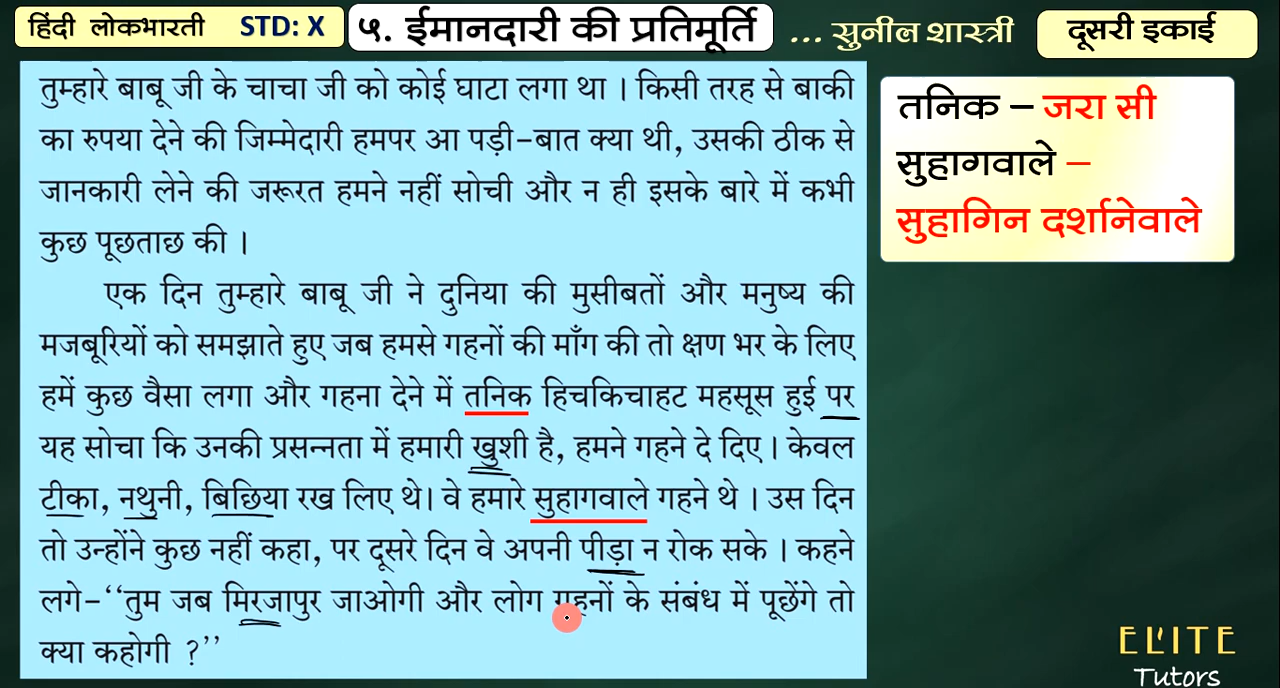 हिंदी लोकभारती STD: X ५. ईमानदारी की प्रतिमूर्ति ... सुनील शास्त्री दूसरी इकाई
तुम्हारे बाबू जी के चाचा जी को कोई घाटा लगा था । किसी तरह से बाकी
का रुपया देने की जिम्मेदारी हमपर आ पड़ी-बात क्या थी, उसकी ठीक से
जानकारी लेने की जरूरत हमने नहीं सोची और न ही इसके बारे में कभी
कुछ पूछताछ की ।
एक दिन तुम्हारे बाबू जी ने दुनिया की मुसीबतों और मनुष्य की
मजबूरियों को समझाते हुए जब हमसे गहनों की माँग की तो क्षण भर के लिए
हमें कुछ वैसा लगा और गहना देने में तनिक हिचकिचाहट महसूस हुई पर
यह सोचा कि उनकी प्रसन्नता में हमारी खुशी है, हमने गहने दे दिए । केवल
टीका, नथुनी, बिछिया रख लिए थे। वे हमारे सुहागवाले गहने थे । उस दिन
तो उन्होंने कुछ नहीं कहा, पर दूसरे दिन वे अपनी पीड़ा न रोक सके । कहने
लगे-‘‘तुम जब मिरजापुर जाओगी और लोग गहनों के संबंध में पूछेंगे तो
क्या कहोगी ?’’
तनिक – जरा सी
सुहागवाले –
सुहागिन दर्शानेवाले
ELITE
Tutors